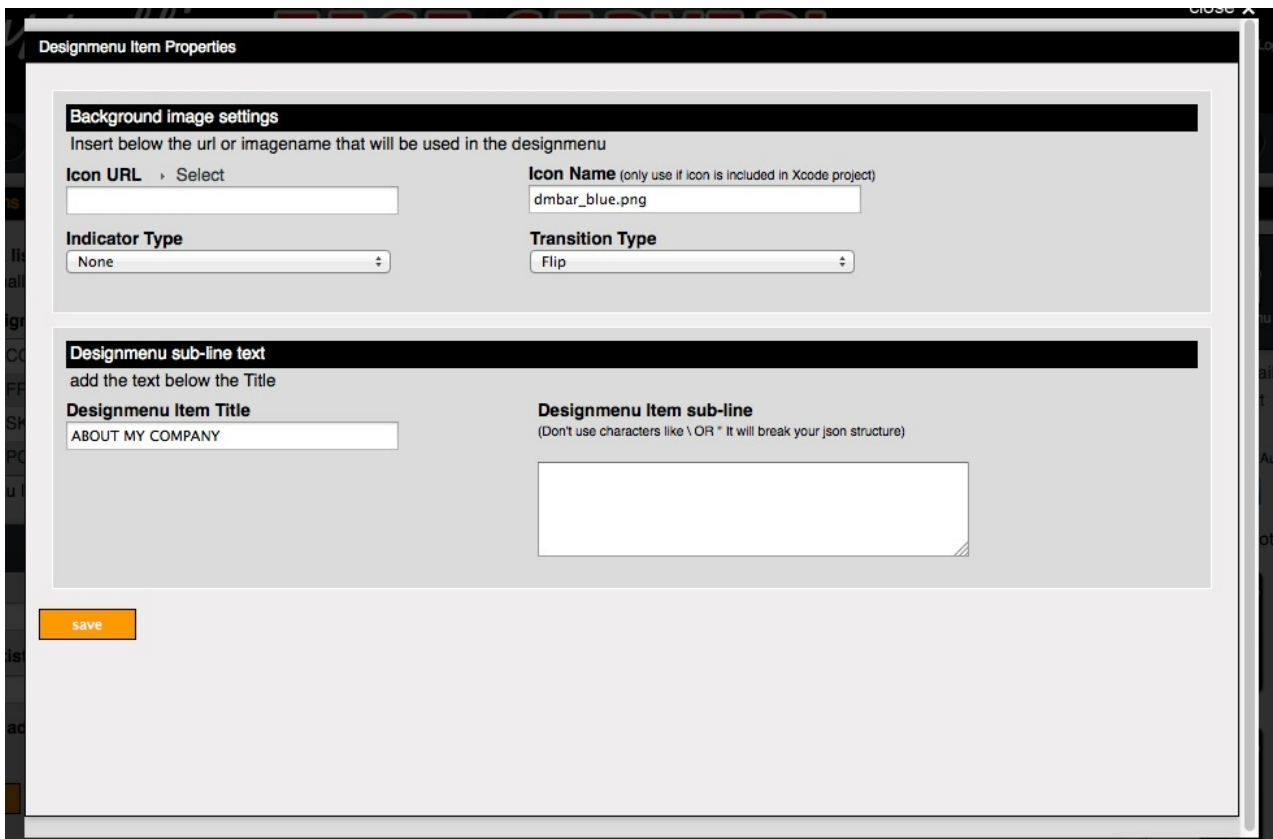 close X
Designmenu Item Properties
Background image settings
Insert below the url or imagename that will be used in the designmenu
Icon URL › Select
Icon Name (only use if icon is included in Xcode project)
dmbar_blue.png
Indicator Type
Transition Type
None
Flip
Designmenu sub-line text
add the text below the Title
Designmenu Item Title
Designmenu Item sub-line
(Don't use characters like \ OR " It will break your json structure)
ABOUT MY COMPANY
save